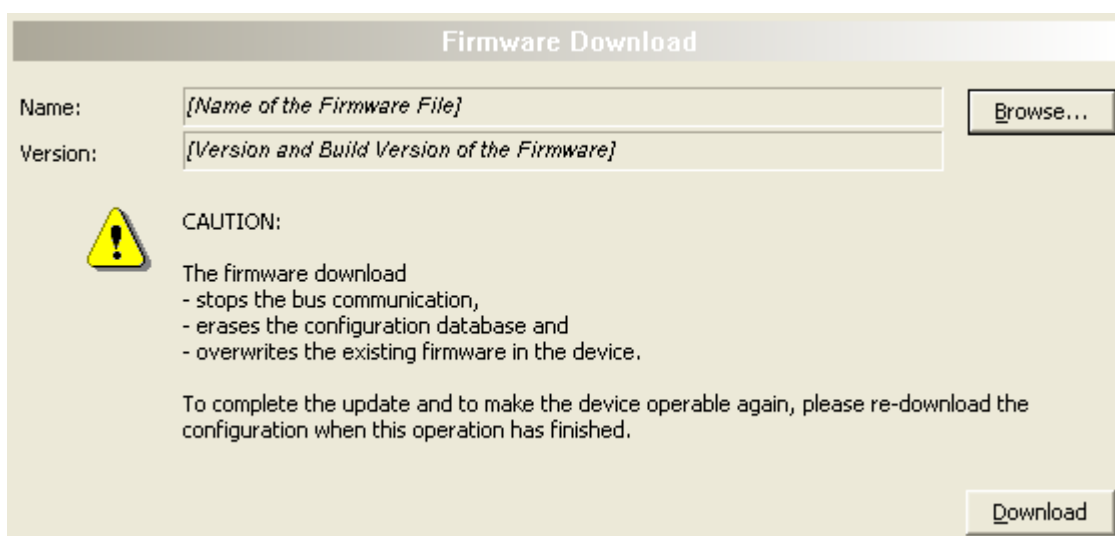 Firmware Download
Name: [Name of the Firmware File] Browse...
Version: [Version and Build Version of the Firmware]
CAUTION:
The firmware download
- stops the bus communication,
- erases the configuration database and
- overwrites the existing firmware in the device.
To complete the update and to make the device operable again, please re-download the
configuration when this operation has finished.
Download